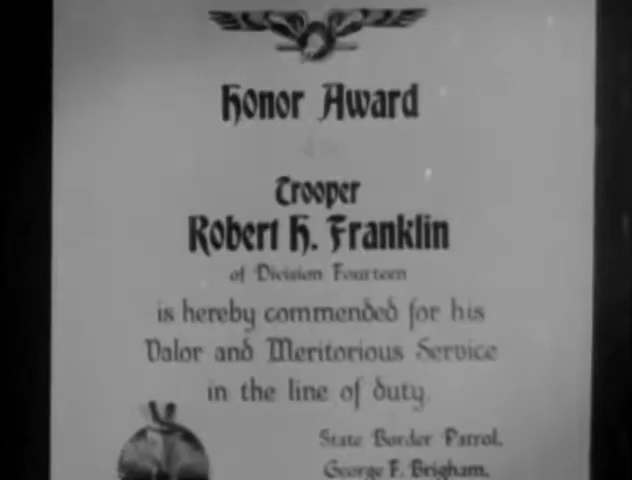 Honor Award
Trooper
Robert H. Franklin
of Division Fourteen
is hereby commended for his
Valor and Meritorious Service
in the line of duty.
State Border Patrol,
George F. Brigham,